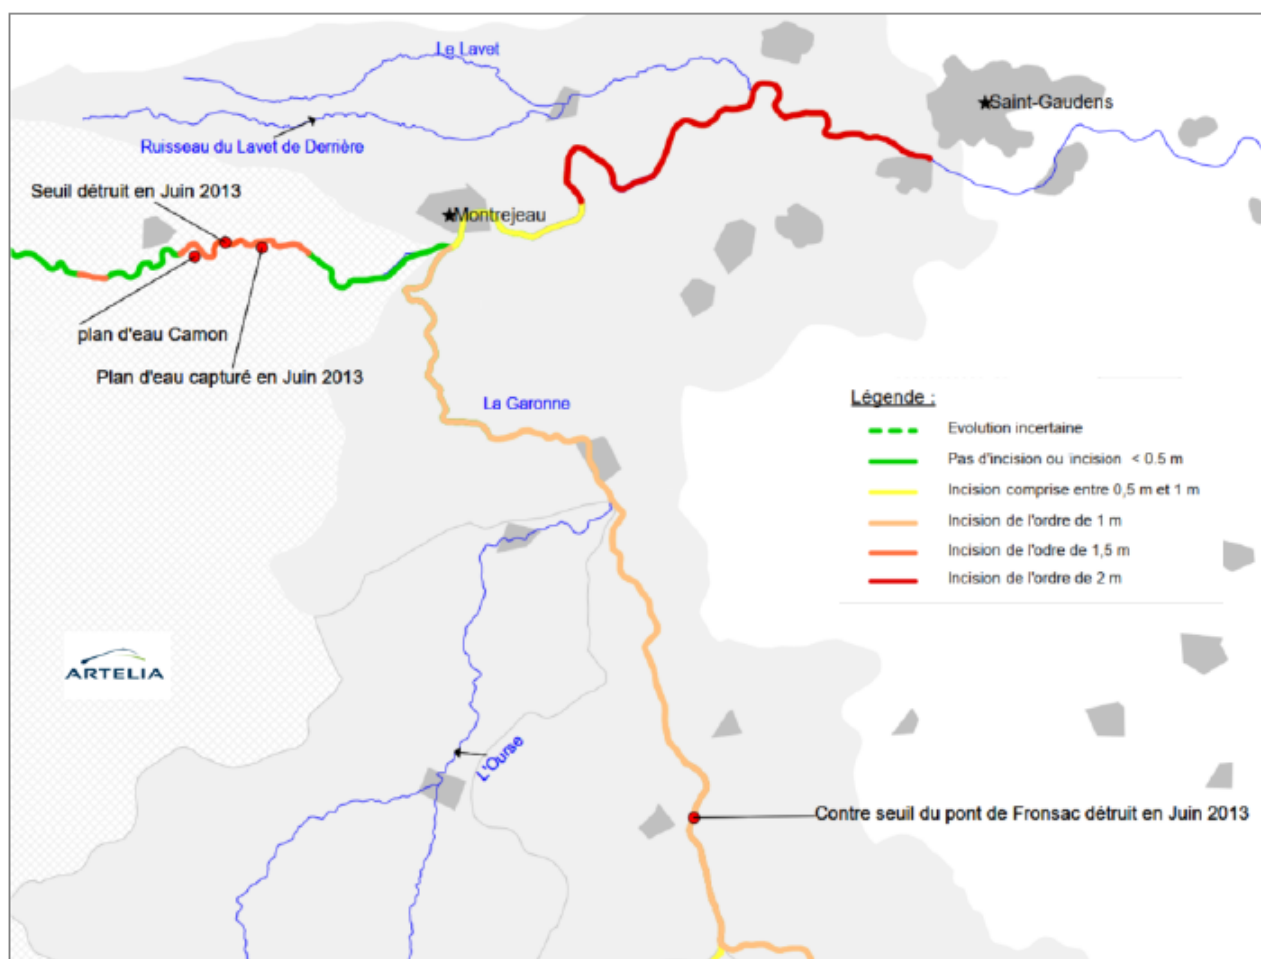 Le Lavet
Saint-Gaudens
Ruisseau du Lavet de Derrière
Seuil détruit en Juin 2013
Montrejeau
plan d'eau Camon
Plan d'eau capturé en Juin 2013
La Garonne
Légende :
Evolution incertaine
Pas d'incision ou incision < 0.5 m
Incision comprise entre 0,5 m et 1 m
Incision de l'ordre de 1 m
Incision de l'odre de 1,5 m
Incision de l'ordre de 2 m
ARTELIA
L'Ourse
Contre seuil du pont de Fronsac détruit en Juin 2013